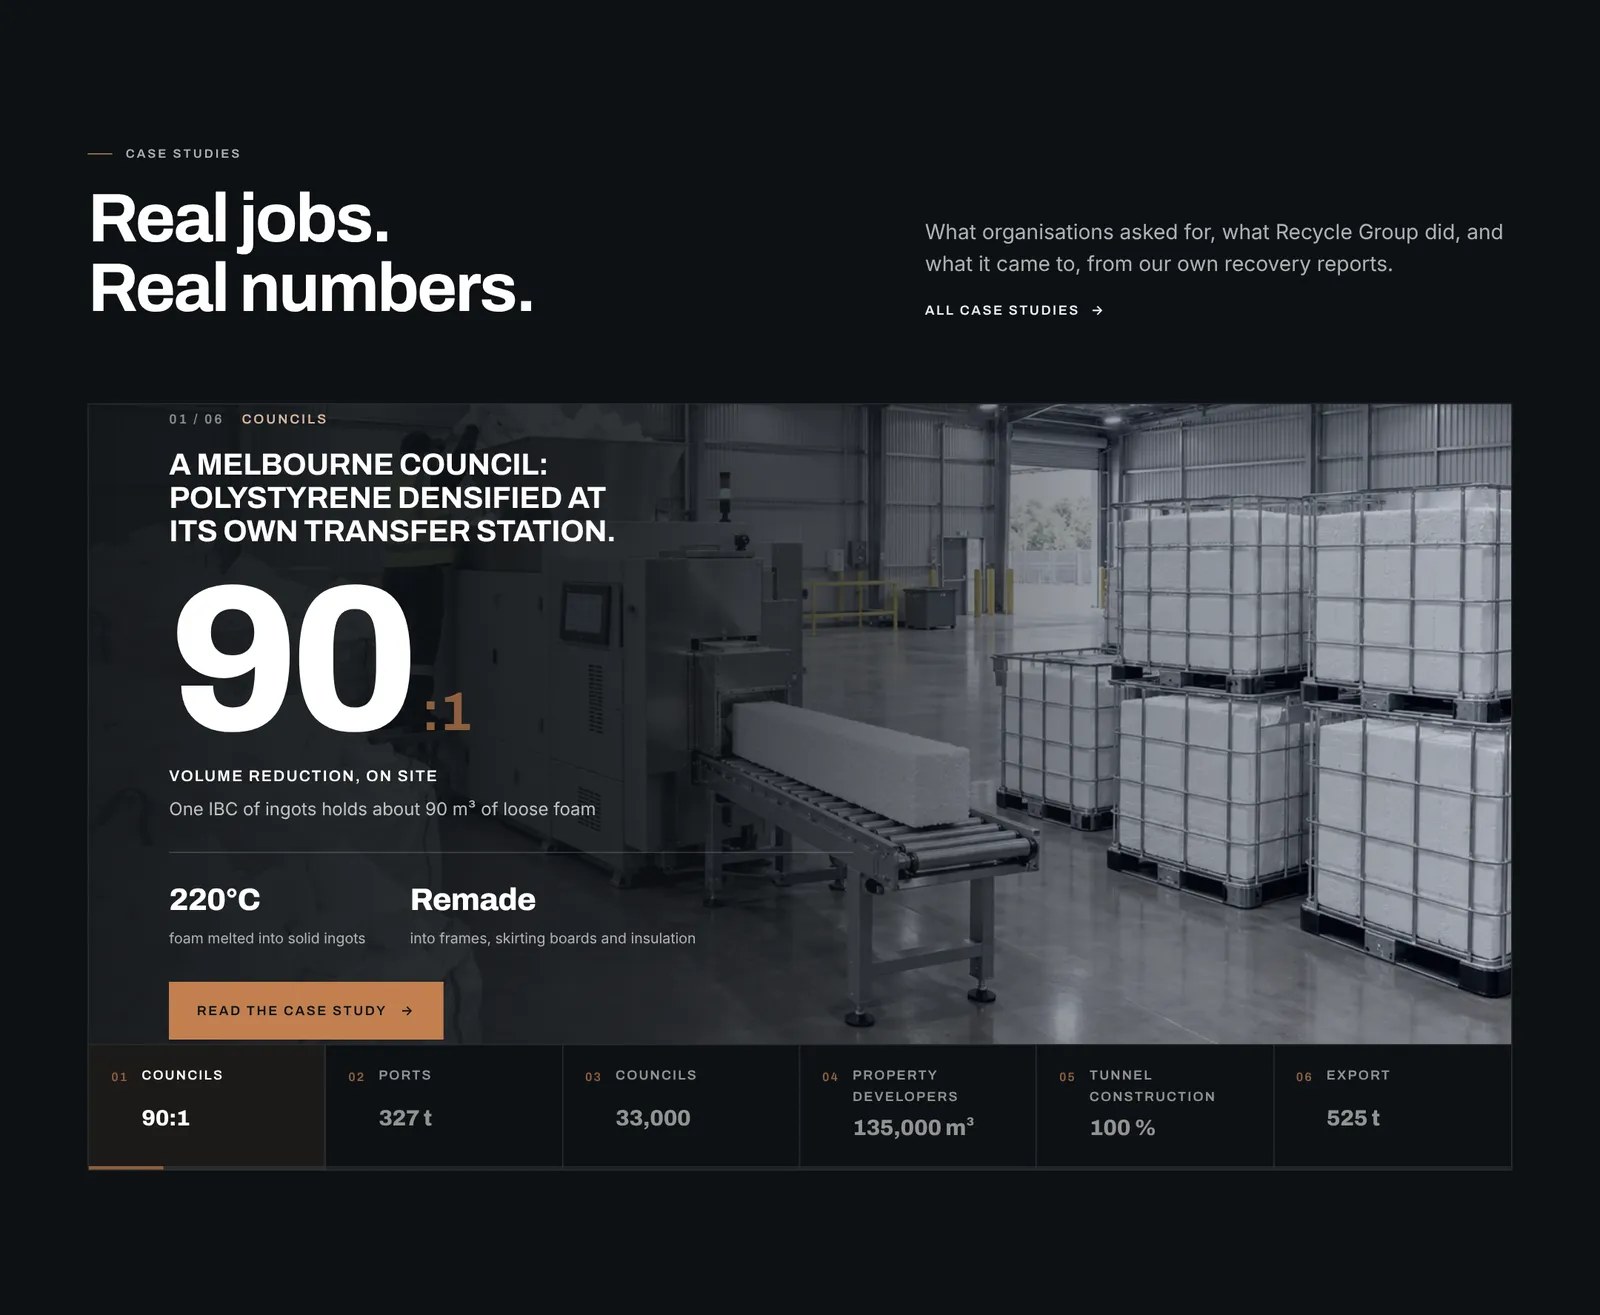 CASE STUDIES
Real jobs.
Real numbers.
What organisations asked for, what Recycle Group did, and
what it came to, from our own recovery reports.
ALL CASE STUDIES →
01 / 06 COUNCILS
A MELBOURNE COUNCIL:
POLYSTYRENE DENSIFIED AT
ITS OWN TRANSFER STATION.
90:1
VOLUME REDUCTION, ON SITE
One IBC of ingots holds about 90 m³ of loose foam
220°C
foam melted into solid ingots
Remade
into frames, skirting boards and insulation
READ THE CASE STUDY →
01 COUNCILS
90:1
02 PORTS
327 t
03 COUNCILS
33,000
04 PROPERTY
DEVELOPERS
135,000 m³
05 TUNNEL
CONSTRUCTION
100 %
06 EXPORT
525 t